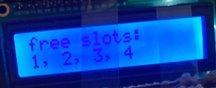 free slots:
1, 2, 3, 4